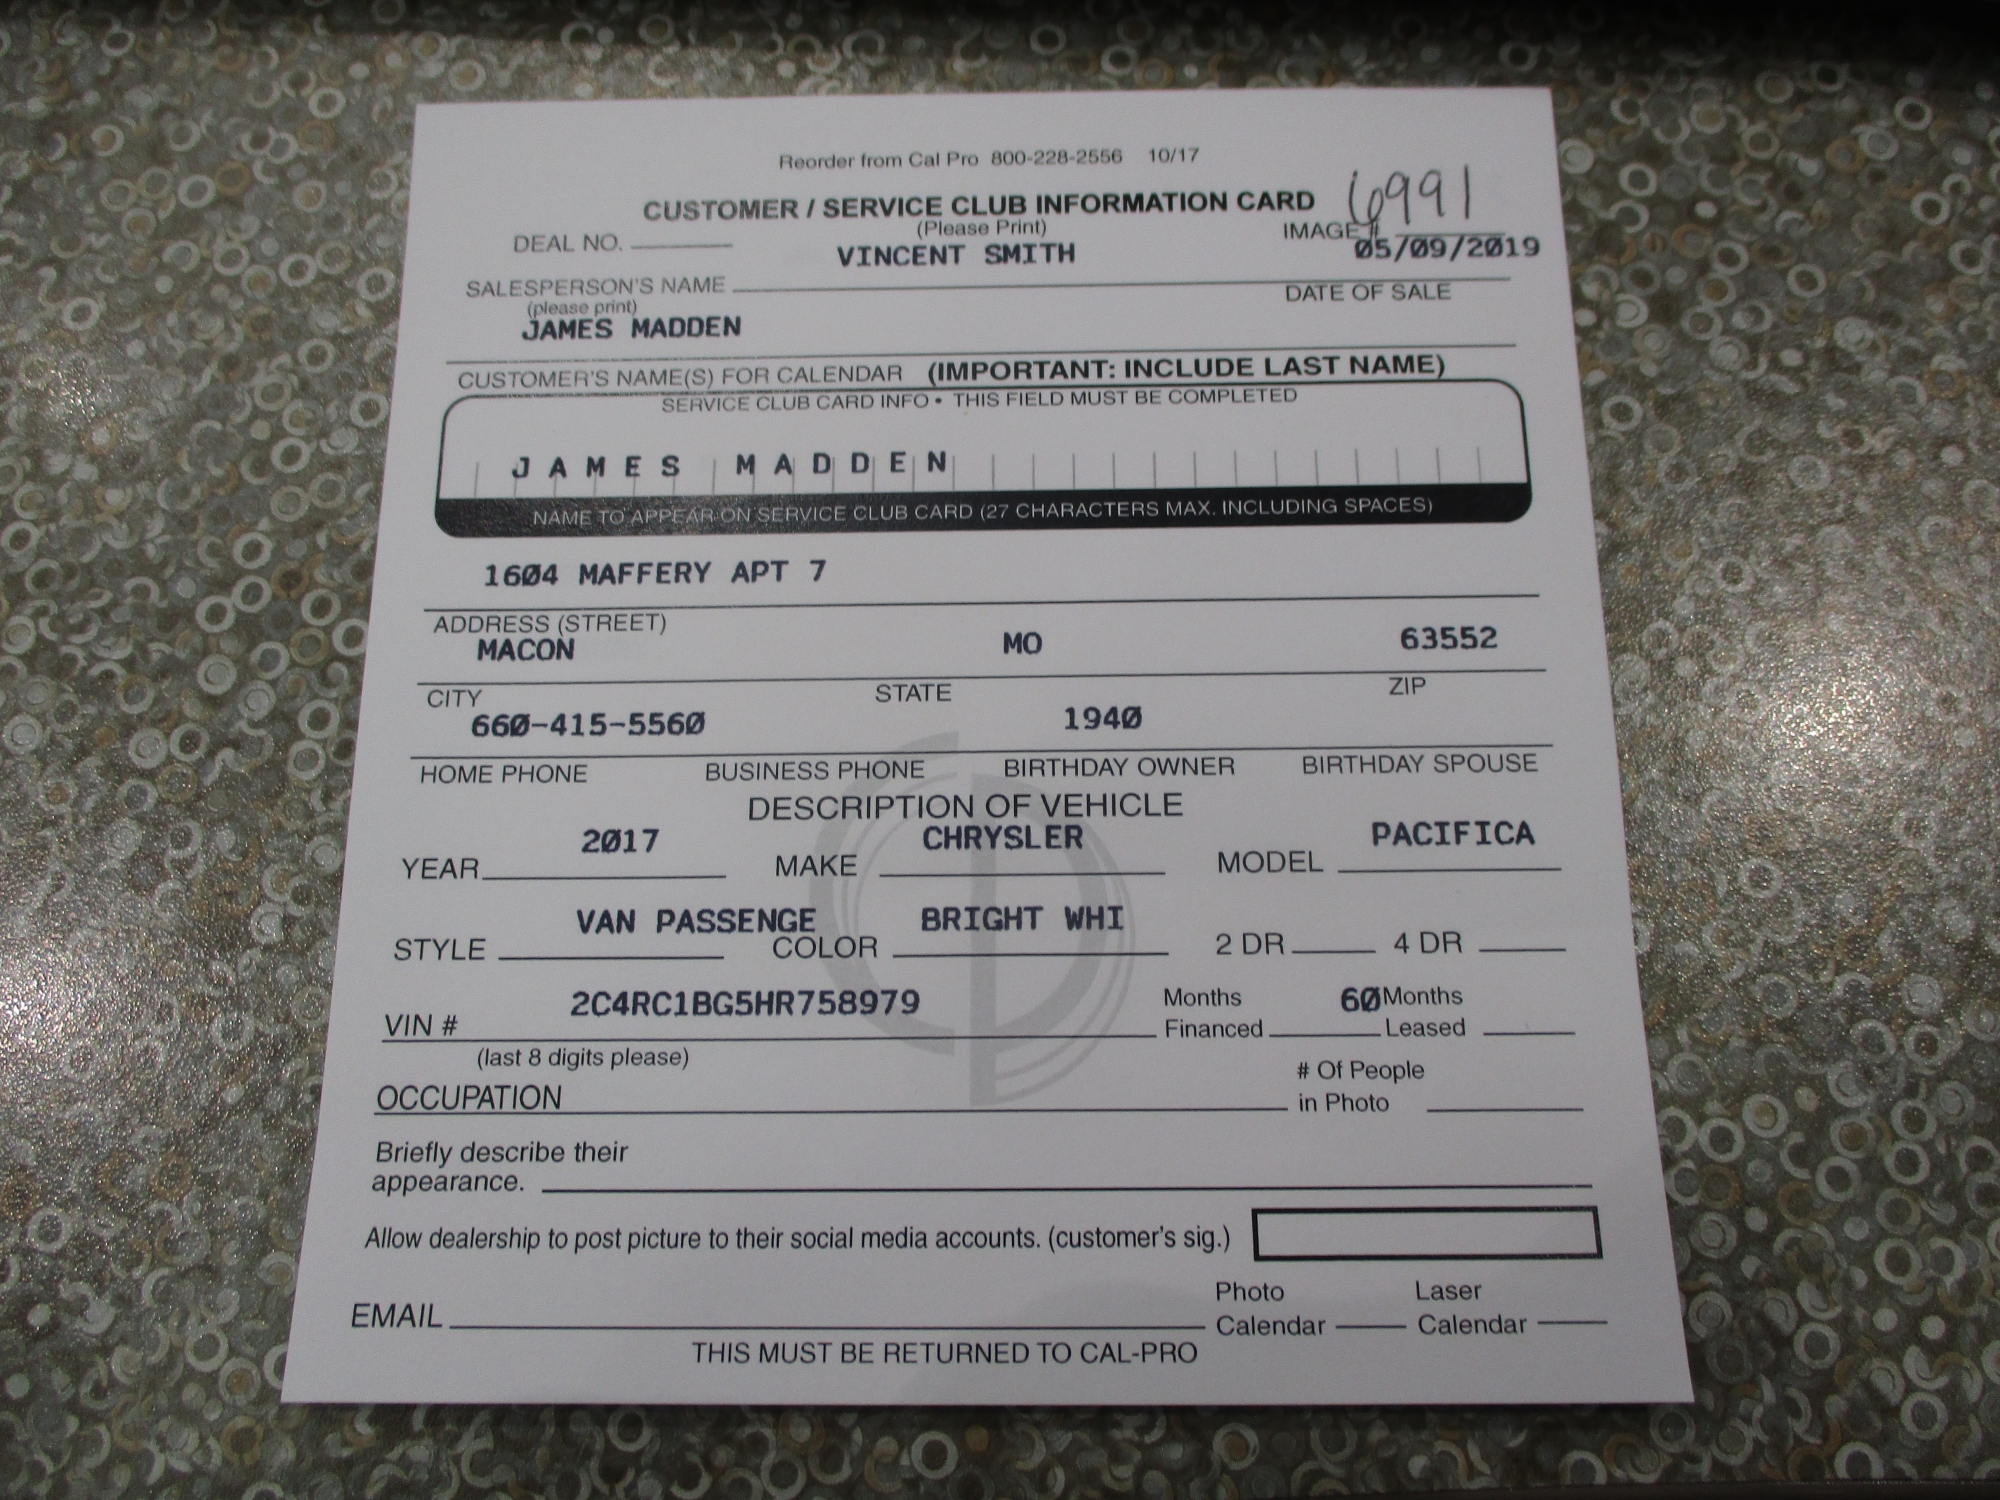 Reorder from Cal Pro 800-228-2556 10/17
CUSTOMER / SERVICE CLUB INFORMATION CARD 6991
(Please Print)
DEAL NO. IMAGE#
VINCENT SMITH 05/09/2019
SALESPERSON'S NAME DATE OF SALE
(please print)
JAMES MADDEN
CUSTOMER'S NAME(S) FOR CALENDAR (IMPORTANT: INCLUDE LAST NAME)
SERVICE CLUB CARD INFO • THIS FIELD MUST BE COMPLETED
JAMES MADDEN
NAME TO APPEAR ON SERVICE CLUB CARD (27 CHARACTERS MAX. INCLUDING SPACES)
1604 MAFFERY APT 7
ADDRESS (STREET)
MACON MO 63552
CITY STATE ZIP
660-415-5560 1940
HOME PHONE BUSINESS PHONE BIRTHDAY OWNER BIRTHDAY SPOUSE
DESCRIPTION OF VEHICLE
2017 CHRYSLER PACIFICA
YEAR MAKE MODEL
VAN PASSENGE BRIGHT WHI
STYLE COLOR 2 DR 4 DR
2C4RC1BG5HR758979 Months 60 Months
VIN # Financed Leased
(last 8 digits please)
# Of People
OCCUPATION in Photo
Briefly describe their
appearance.
Allow dealership to post picture to their social media accounts. (customer's sig.)
Photo Laser
EMAIL Calendar Calendar
THIS MUST BE RETURNED TO CAL-PRO